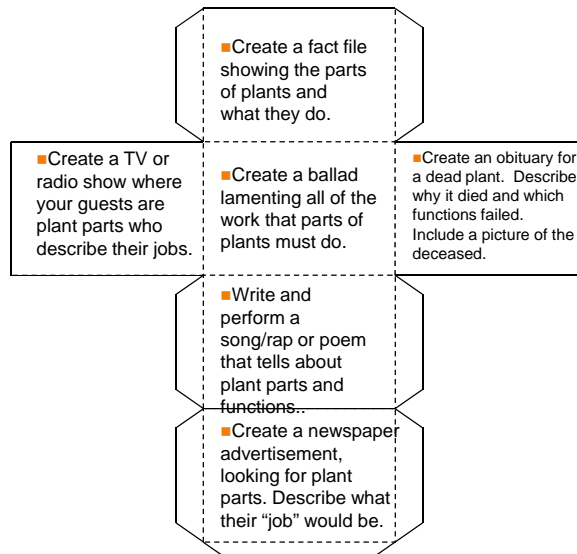 ■Create a fact file
showing the parts
of plants and
what they do.
■Create a TV or
radio show where
your guests are
plant parts who
describe their jobs.
■Create a ballad
lamenting all of the
work that parts of
plants must do.
■Create an obituary for
a dead plant.  Describe
why it died and which
functions failed.
Include a picture of the
deceased.
■Write and
perform a
song/rap or poem
that tells about
plant parts and
functions..
■Create a newspaper
advertisement,
looking for plant
parts. Describe what
their “job” would be.